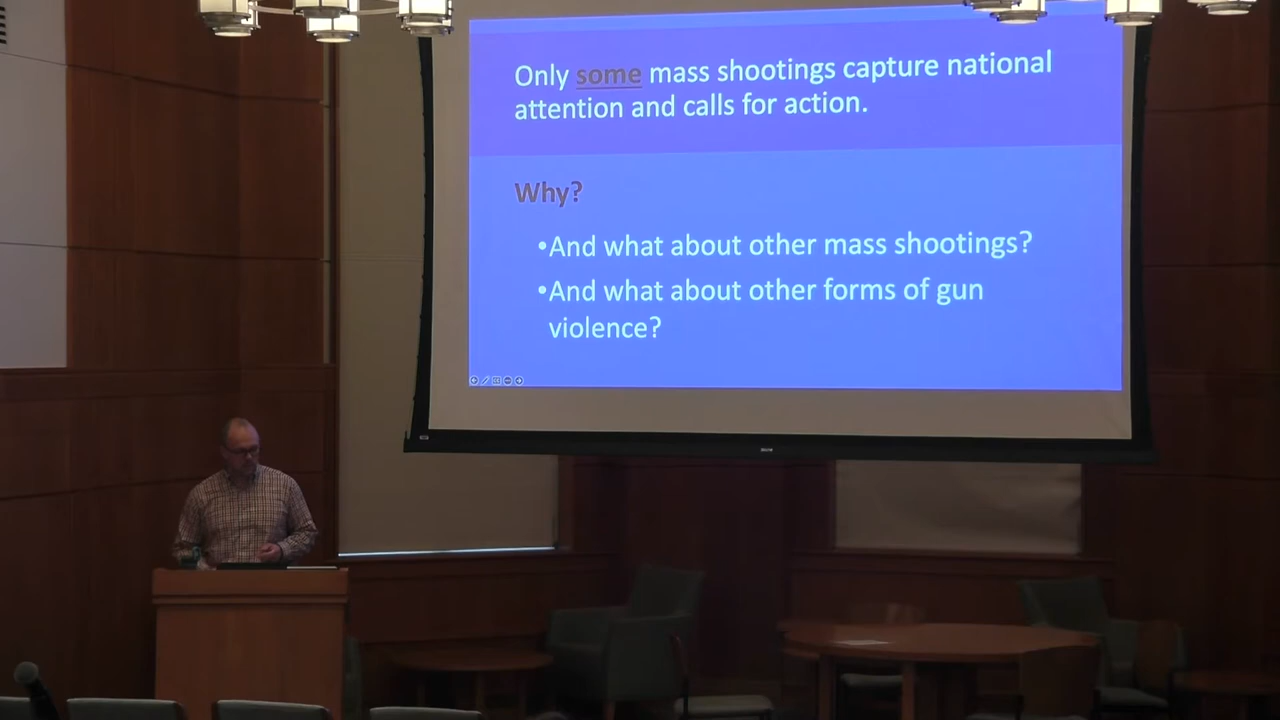 Only some mass shootings capture national
attention and calls for action.
Why?
•And what about other mass shootings?
•And what about other forms of gun
violence?